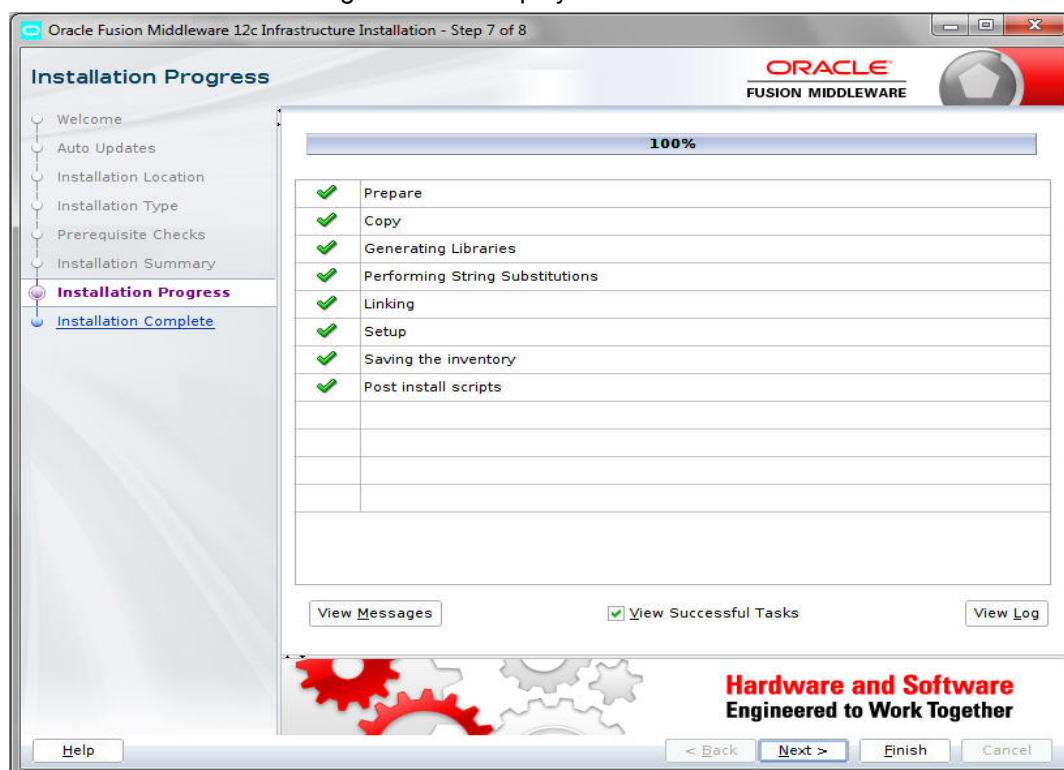 Oracle Fusion Middleware 12c Infrastructure Installation - Step 7 of 8
Installation Progress
ORACLE
FUSION MIDDLEWARE
Welcome
Auto Updates
Installation Location
Installation Type
Prerequisite Checks
Installation Summary
Installation Progress
Installation Complete
100%
Prepare
Copy
Generating Libraries
Performing String Substitutions
Linking
Setup
Saving the inventory
Post install scripts
View Messages
View Successful Tasks
View Log
Hardware and Software
Engineered to Work Together
Help
< Back
Next >
Finish
Cancel